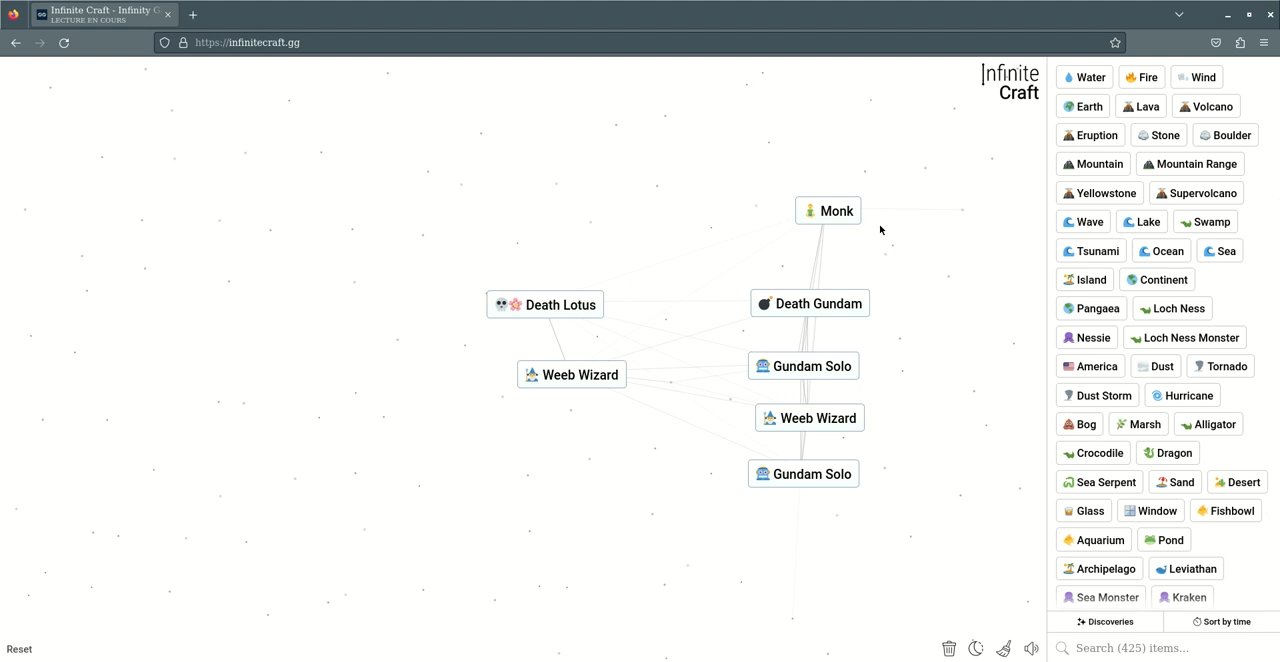 Infinite Craft - Infinity G
LECTURE EN COURS
https://infinitecraft.gg
Infinite
Craft
Monk
Death Lotus
Death Gundam
Gundam Solo
Weeb Wizard
Weeb Wizard
Gundam Solo
Reset
Water Fire Wind
Earth Lava Volcano
Eruption Stone Boulder
Mountain Mountain Range
Yellowstone Supervolcano
Wave Lake Swamp
Tsunami Ocean Sea
Island Continent
Pangaea Loch Ness
Nessie Loch Ness Monster
America Dust Tornado
Dust Storm Hurricane
Bog Marsh Alligator
Crocodile Dragon
Sea Serpent Sand Desert
Glass Window Fishbowl
Aquarium Pond
Archipelago Leviathan
Sea Monster Kraken
Discoveries Sort by time
Search (425) items...